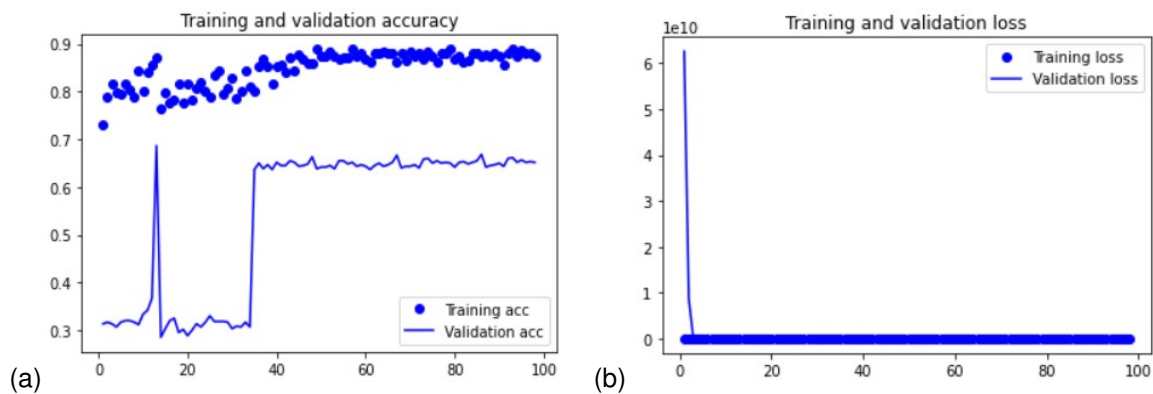 Training and validation accuracy
0.9
0.8
0.7
0.6
0.5
0.4
0.3
Training acc
Validation acc
0 20 40 60 80 100
(a)
Training and validation loss
1e10
6
5
4
3
2
1
0
Training loss
Validation loss
0 20 40 60 80 100
(b)